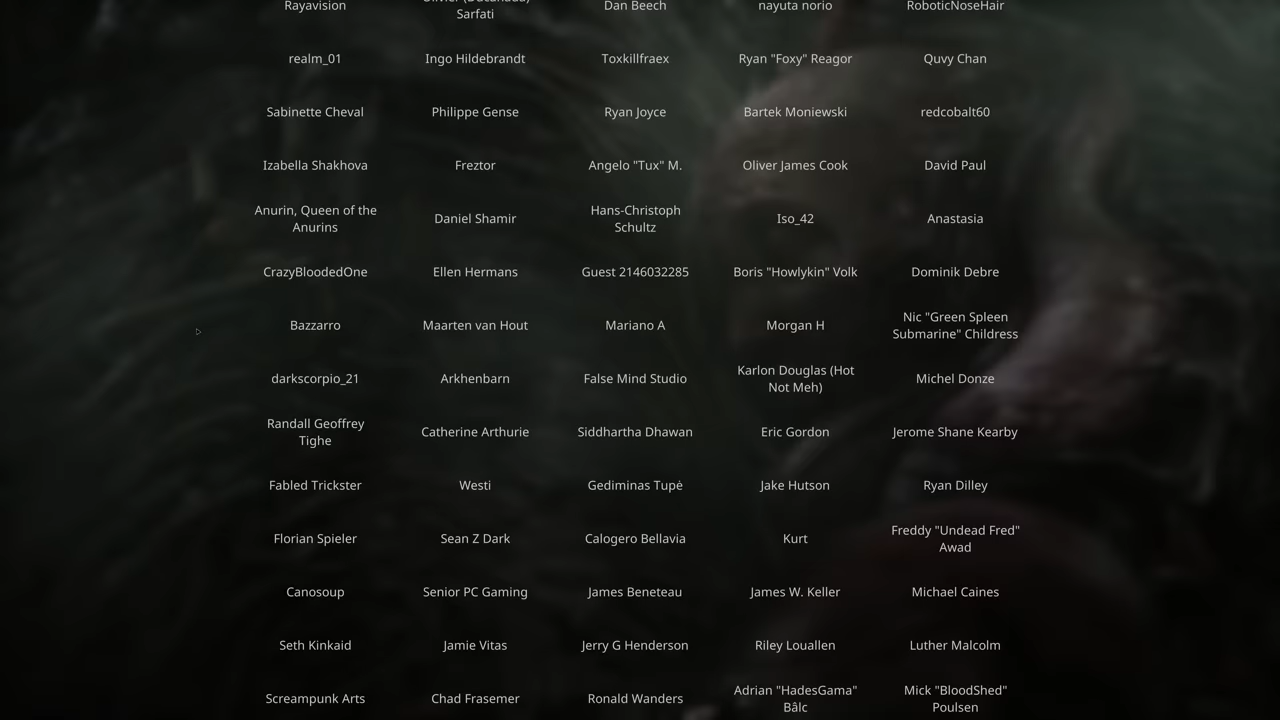 Rayavision
Sarfati
Dan Beech
nayuta norio
RoboticNoseHair
realm_01
Ingo Hildebrandt
Toxkillfraex
Ryan "Foxy" Reagor
Quvy Chan
Sabinette Cheval
Philippe Gense
Ryan Joyce
Bartek Moniewski
redcobalt60
Izabella Shakhova
Freztor
Angelo "Tux" M.
Oliver James Cook
David Paul
Anurin, Queen of the
Anurins
Daniel Shamir
Hans-Christoph
Schultz
Iso_42
Anastasia
CrazyBloodedOne
Ellen Hermans
Guest 2146032285
Boris "Howlykin" Volk
Dominik Debre
Bazzarro
Maarten van Hout
Mariano A
Morgan H
Nic "Green Spleen
Submarine" Childress
darkscorpio_21
Arkhenbarn
False Mind Studio
Karlon Douglas (Hot
Not Meh)
Michel Donze
Randall Geoffrey
Tighe
Catherine Arthurie
Siddhartha Dhawan
Eric Gordon
Jerome Shane Kearby
Fabled Trickster
Westi
Gediminas Tupė
Jake Hutson
Ryan Dilley
Florian Spieler
Sean Z Dark
Calogero Bellavia
Kurt
Freddy "Undead Fred"
Awad
Canosoup
Senior PC Gaming
James Beneteau
James W. Keller
Michael Caines
Seth Kinkaid
Jamie Vitas
Jerry G Henderson
Riley Louallen
Luther Malcolm
Screampunk Arts
Chad Frasemer
Ronald Wanders
Adrian "HadesGama"
Bâlc
Mick "BloodShed"
Poulsen